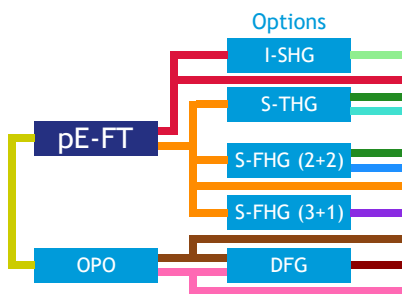 Options
I-SHG
S-THG
pE-FT
S-FHG (2+2)
S-FHG (3+1)
OPO
DFG